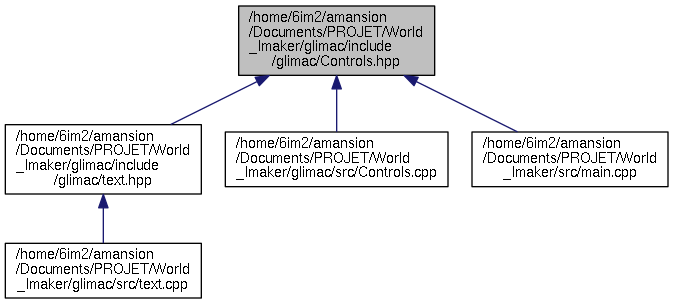 /home/6im2/amansion
/Documents/PROJET/World
_Imaker/glimac/include
/glimac/Controls.hpp
/home/6im2/amansion
/Documents/PROJET/World
_Imaker/glimac/include
/glimac/text.hpp
/home/6im2/amansion
/Documents/PROJET/World
_Imaker/glimac/src/Controls.cpp
/home/6im2/amansion
/Documents/PROJET/World
_Imaker/src/main.cpp
/home/6im2/amansion
/Documents/PROJET/World
_Imaker/glimac/src/text.cpp